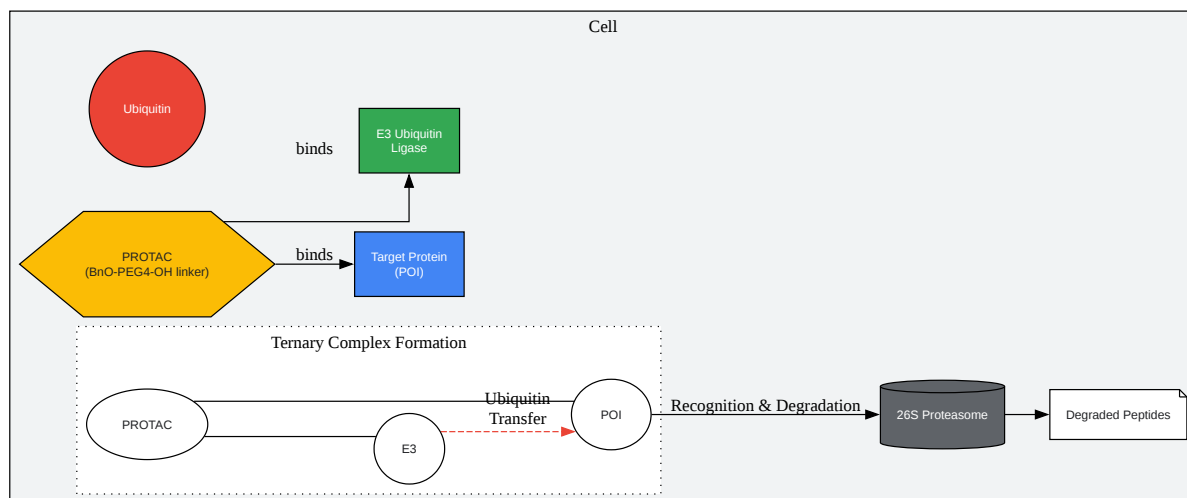 Cell
Ubiquitin
binds
E3 Ubiquitin
Ligase
PROTAC
(BnO-PEG4-OH linker)
binds
Target Protein
(POI)
Ternary Complex Formation
PROTAC
E3
Ubiquitin
Transfer
POI
Recognition & Degradation
26S Proteasome
Degraded Peptides